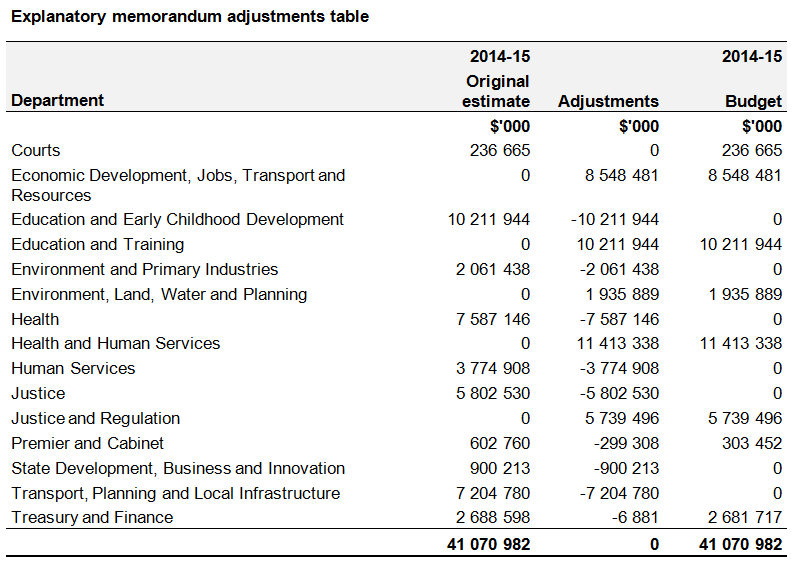 Explanatory memorandum adjustments table
2014-15 2014-15
Original
Department estimate Adjustments Budget
$'000 $'000 $'000
Courts 236 665 0 236 665
Economic Development, Jobs, Transport and 0 8 548 481 8 548 481
Resources
Education and Early Childhood Development 10 211 944 -10 211 944 0
Education and Training 0 10 211 944 10 211 944
Environment and Primary Industries 2 061 438 -2 061 438 0
Environment, Land, Water and Planning 0 1 935 889 1 935 889
Health 7 587 146 -7 587 146 0
Health and Human Services 0 11 413 338 11 413 338
Human Services 3 774 908 -3 774 908 0
Justice 5 802 530 -5 802 530 0
Justice and Regulation 0 5 739 496 5 739 496
Premier and Cabinet 602 760 -299 308 303 452
State Development, Business and Innovation 900 213 -900 213 0
Transport, Planning and Local Infrastructure 7 204 780 -7 204 780 0
Treasury and Finance 2 688 598 -6 881 2 681 717
41 070 982 0 41 070 982